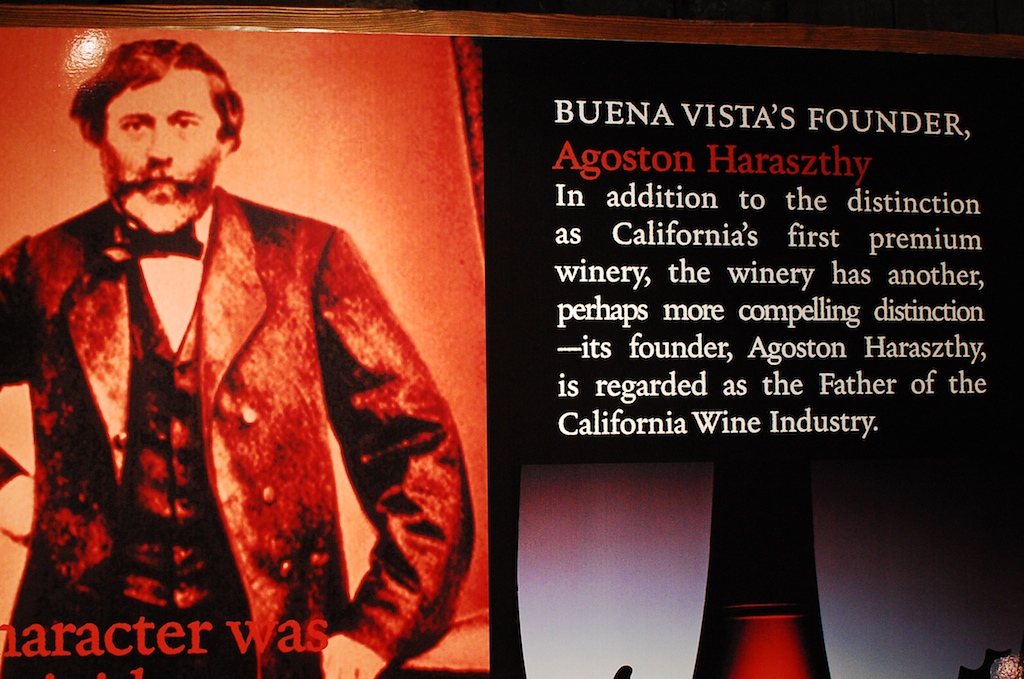 BUENA VISTA'S FOUNDER,
Agoston Haraszthy
In addition to the distinction
as California's first premium
winery, the winery has another,
perhaps more compelling distinction
—its founder, Agoston Haraszthy,
is regarded as the Father of the
California Wine Industry.
haracter was